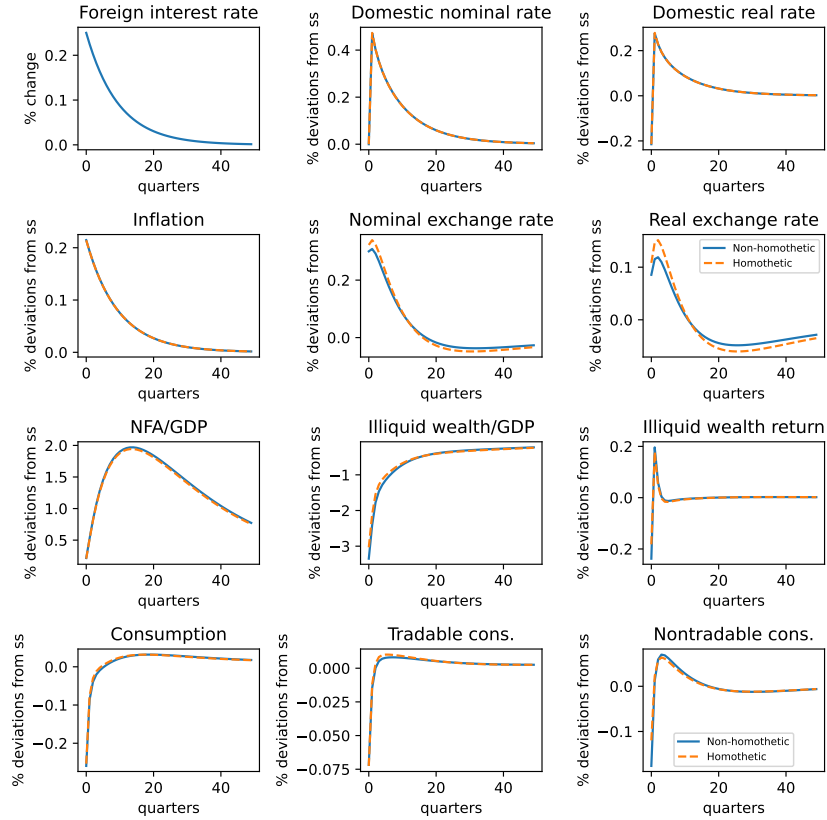 Foreign interest rate
% change
0.2
0.1
0.0
0 20 40
quarters
Domestic nominal rate
% deviations from ss
0.4
0.2
0.0
0 20 40
quarters
Domestic real rate
% deviations from ss
0.2
0.0
−0.2
0 20 40
quarters
Inflation
% deviations from ss
0.2
0.1
0.0
0 20 40
quarters
Nominal exchange rate
% deviations from ss
0.2
0.0
0 20 40
quarters
Real exchange rate
% deviations from ss
0.1
0.0
Non-homothetic
Homothetic
0 20 40
quarters
NFA/GDP
% deviations from ss
2.0
1.5
1.0
0.5
0 20 40
quarters
Illiquid wealth/GDP
% deviations from ss
−1
−2
−3
0 20 40
quarters
Illiquid wealth return
% deviations from ss
0.2
0.0
−0.2
0 20 40
quarters
Consumption
% deviations from ss
0.0
−0.1
−0.2
0 20 40
quarters
Tradable cons.
% deviations from ss
0.000
−0.025
−0.050
−0.075
0 20 40
quarters
Nontradable cons.
% deviations from ss
0.0
−0.1
Non-homothetic
Homothetic
0 20 40
quarters